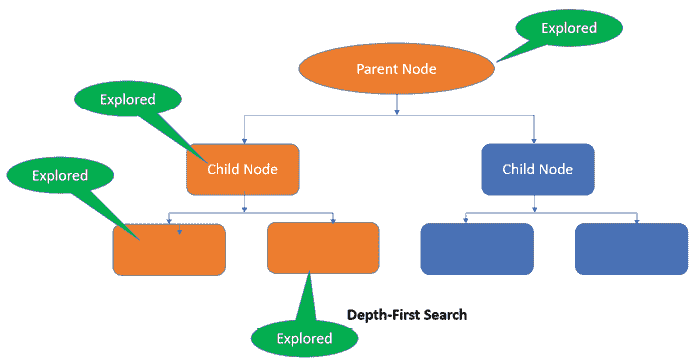 Explored
Parent Node
Explored
Child Node
Child Node
Explored
Depth-First Search
Explored